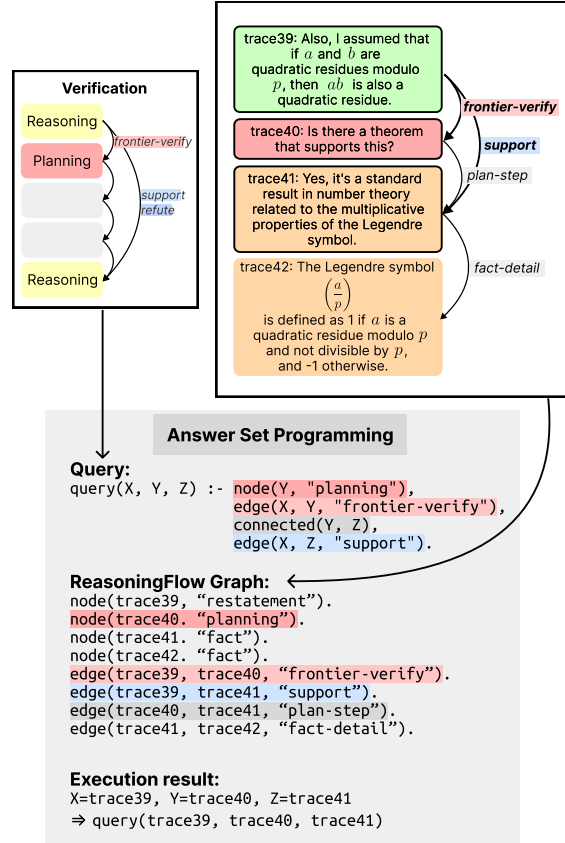 Verification
Reasoning
frontier-verify
Planning
support
refute
Reasoning
trace39: Also, I assumed that
if a and b are
quadratic residues modulo
p, then ab is also a
quadratic residue.
frontier-verify
trace40: Is there a theorem
that supports this?
support
plan-step
trace41: Yes, it's a standard
result in number theory
related to the multiplicative
properties of the Legendre
symbol.
fact-detail
trace42: The Legendre symbol
(a/p)
is defined as 1 if a is a
quadratic residue modulo p
and not divisible by p,
and -1 otherwise.
Answer Set Programming
Query:
query(X, Y, Z) :- node(Y, "planning"),
edge(X, Y, "frontier-verify"),
connected(Y, Z),
edge(X, Z, "support").
ReasoningFlow Graph:
node(trace39, “restatement”).
node(trace40. “planning”).
node(trace41. “fact”).
node(trace42. “fact”).
edge(trace39, trace40, “frontier-verify”).
edge(trace39, trace41, “support”).
edge(trace40, trace41, “plan-step”).
edge(trace41, trace42, “fact-detail”).
Execution result:
X=trace39, Y=trace40, Z=trace41
⇒ query(trace39, trace40, trace41)